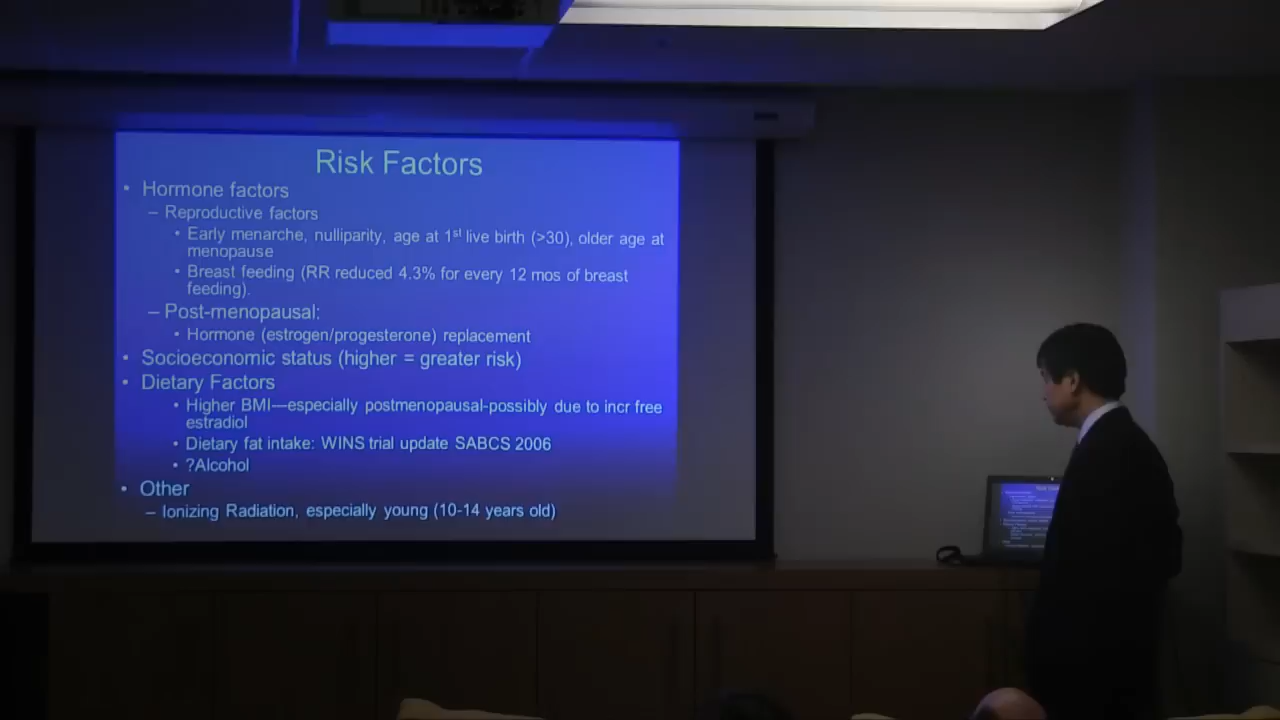 Risk Factors
• Hormone factors
– Reproductive factors
• Early menarche, nulliparity, age at 1st live birth (>30), older age at
menopause
• Breast feeding (RR reduced 4.3% for every 12 mos of breast
feeding).
– Post-menopausal:
• Hormone (estrogen/progesterone) replacement
• Socioeconomic status (higher = greater risk)
• Dietary Factors
• Higher BMI—especially postmenopausal-possibly due to incr free
estradiol
• Dietary fat intake: WINS trial update SABCS 2006
• ?Alcohol
• Other
– Ionizing Radiation, especially young (10-14 years old)